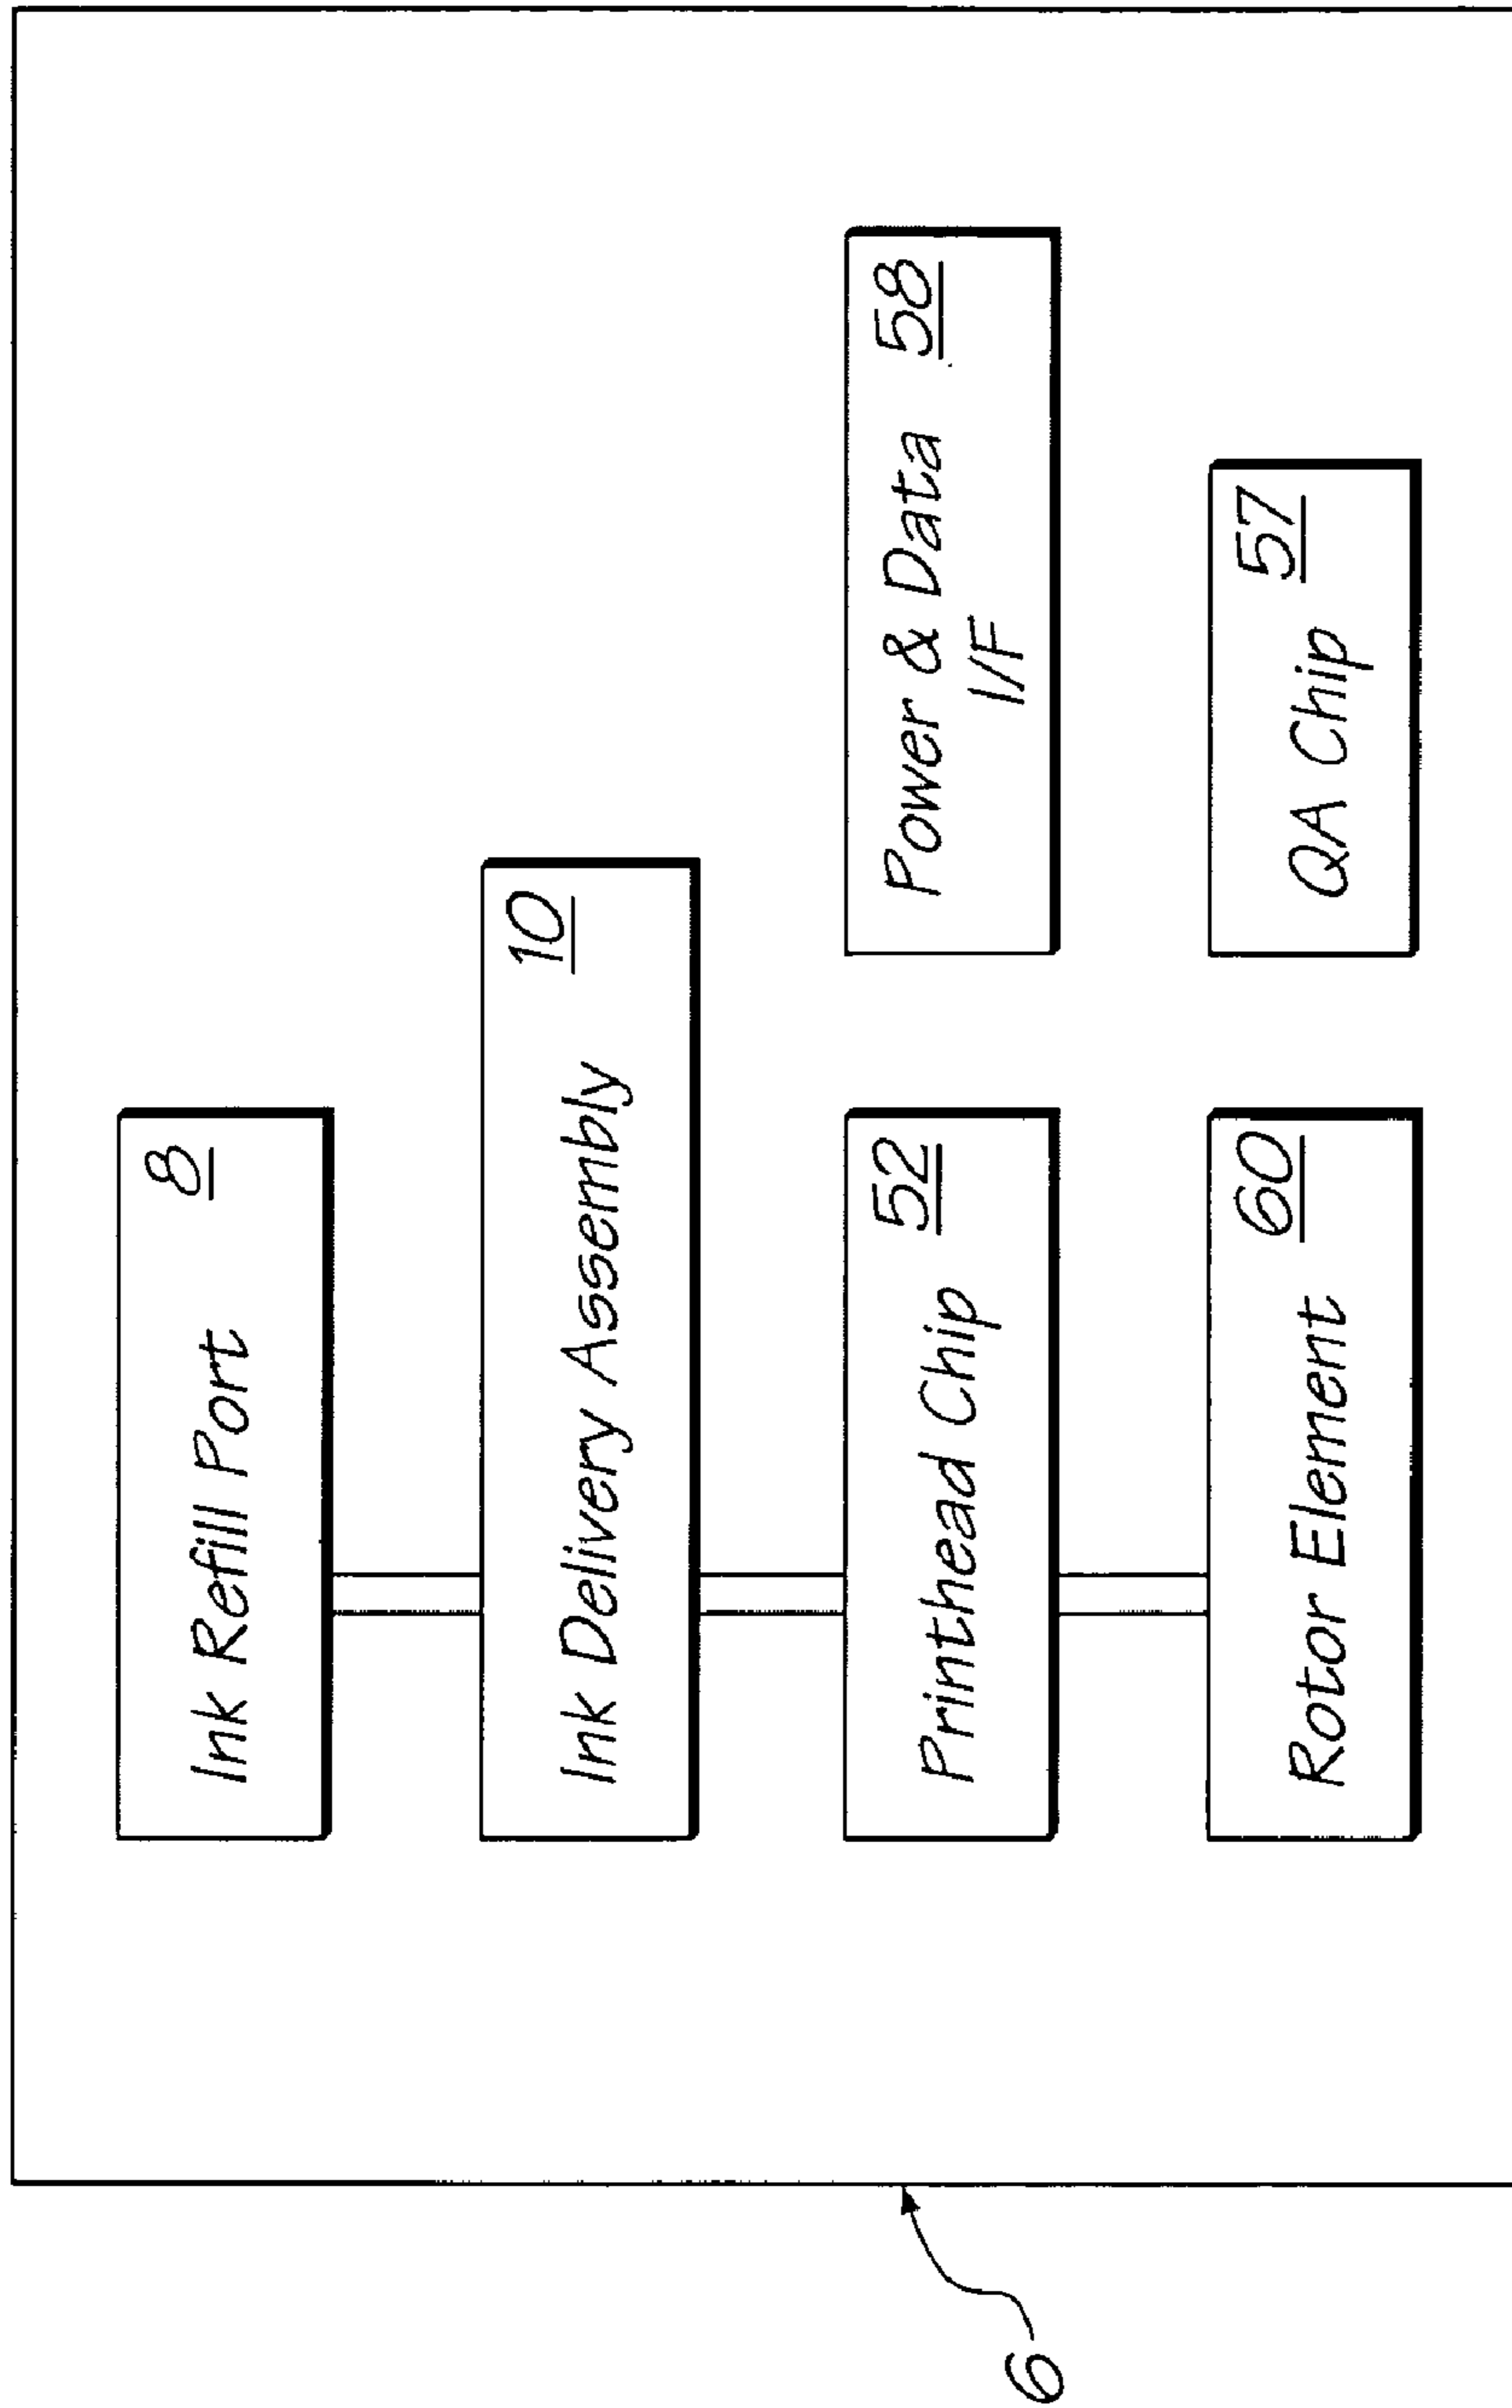 Ink Refill Port 8
Ink Delivery Assembly 10
Printhead Chip 52
Power & Data 58
I/F
Rotor Element 60
QA Chip 57
6